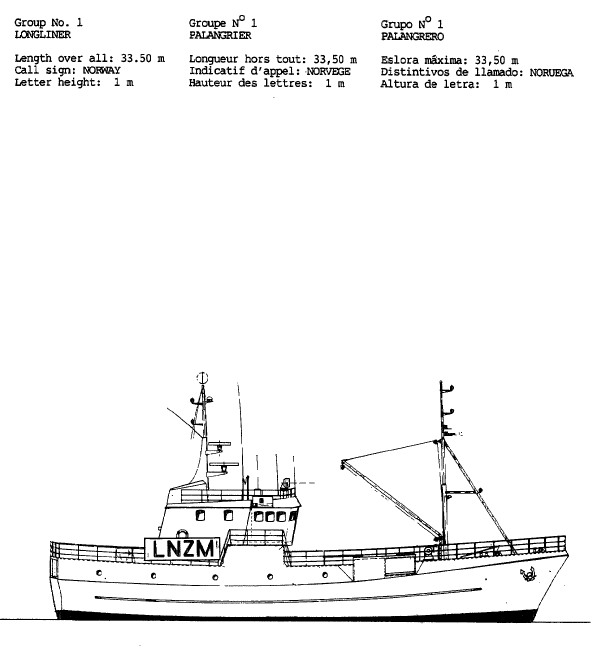 Group No. 1
LONGLINER
Length over all: 33.50 m
Call sign: NORWAY
Letter height: 1 m
Groupe Nº 1
PALANGRIER
Longueur hors tout: 33,50 m
Indicatif d'appel: NORVEGE
Hauteur des lettres: 1 m
Grupo Nº 1
PALANGRERO
Eslora máxima: 33,50 m
Distintivos de llamado: NORUEGA
Altura de letra: 1 m
LNZM